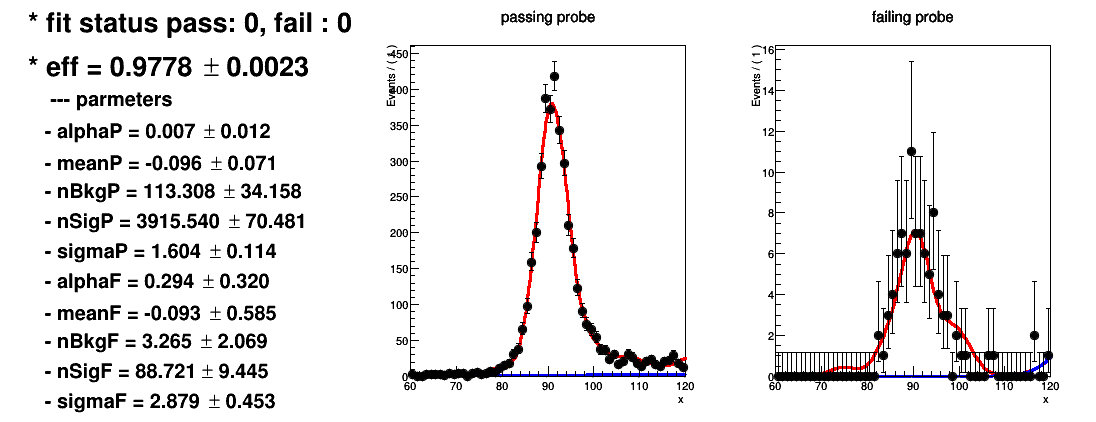 * fit status pass: 0, fail : 0
* eff = 0.9778 ± 0.0023
--- parmeters
- alphaP = 0.007 ± 0.012
- meanP = -0.096 ± 0.071
- nBkgP = 113.308 ± 34.158
- nSigP = 3915.540 ± 70.481
- sigmaP = 1.604 ± 0.114
- alphaF = 0.294 ± 0.320
- meanF = -0.093 ± 0.585
- nBkgF = 3.265 ± 2.069
- nSigF = 88.721 ± 9.445
- sigmaF = 2.879 ± 0.453
passing probe
Events / ( 1 )
450
400
350
300
250
200
150
100
50
0
60 70 80 90 100 110 120
x
failing probe
Events / ( 1 )
16
14
12
10
8
6
4
2
0
60 70 80 90 100 110 120
x